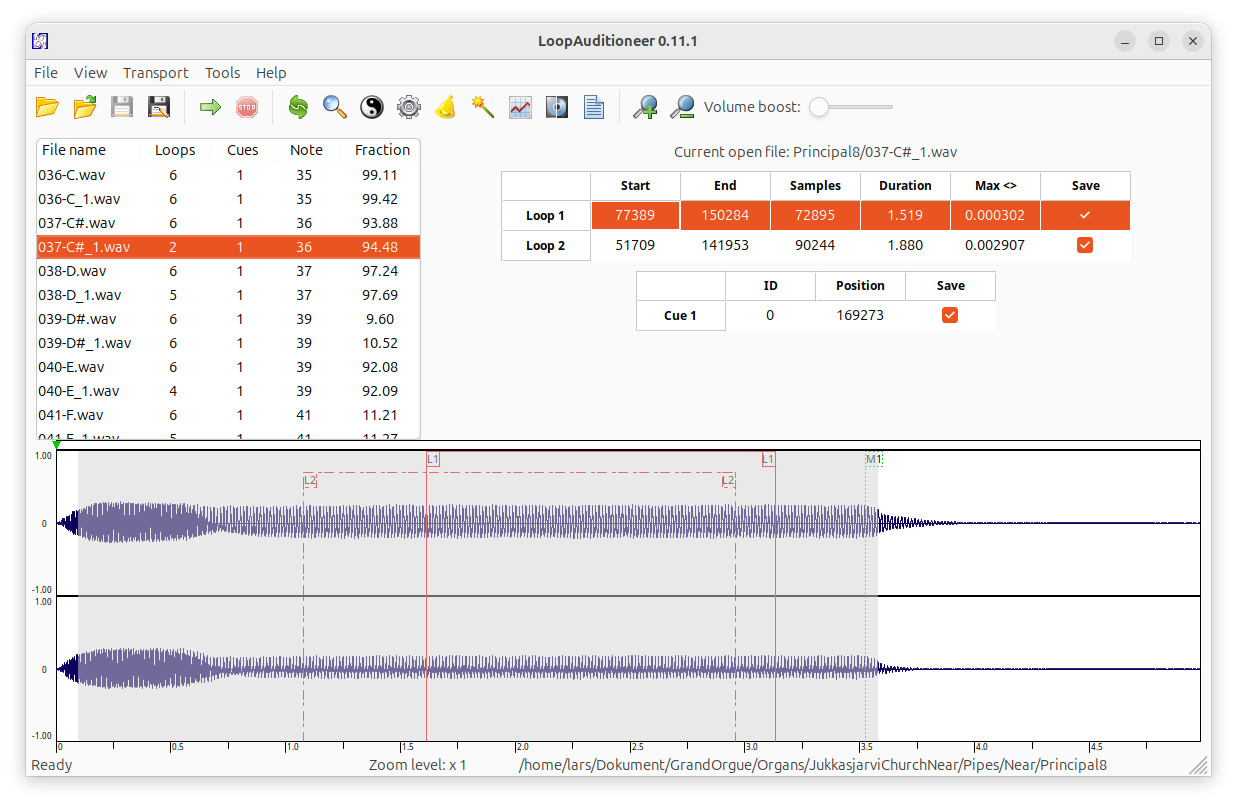 LoopAuditioneer 0.11.1
File View Transport Tools Help
STOP Volume boost:
File name Loops Cues Note Fraction
036-C.wav 6 1 35 99.11
036-C_1.wav 6 1 35 99.42
037-C#.wav 6 1 36 93.88
037-C#_1.wav 2 1 36 94.48
038-D.wav 6 1 37 97.24
038-D_1.wav 5 1 37 97.69
039-D#.wav 6 1 39 9.60
039-D#_1.wav 6 1 39 10.52
040-E.wav 6 1 39 92.08
040-E_1.wav 4 1 39 92.09
041-F.wav 6 1 41 11.21
041-F_1.wav 5 1 41 11.27
Current open file: Principal8/037-C#_1.wav
Start End Samples Duration Max <> Save
Loop 1 77389 150284 72895 1.519 0.000302
Loop 2 51709 141953 90244 1.880 0.002907
ID Position Save
Cue 1 0 169273
1.00 L1 L1 M1
L2 L2
0
-1.00
1.00
0
-1.00
0 0.5 1.0 1.5 2.0 2.5 3.0 3.5 4.0 4.5
Ready Zoom level: x 1 /home/lars/Dokument/GrandOrgue/Organs/JukkasjarviChurchNear/Pipes/Near/Principal8